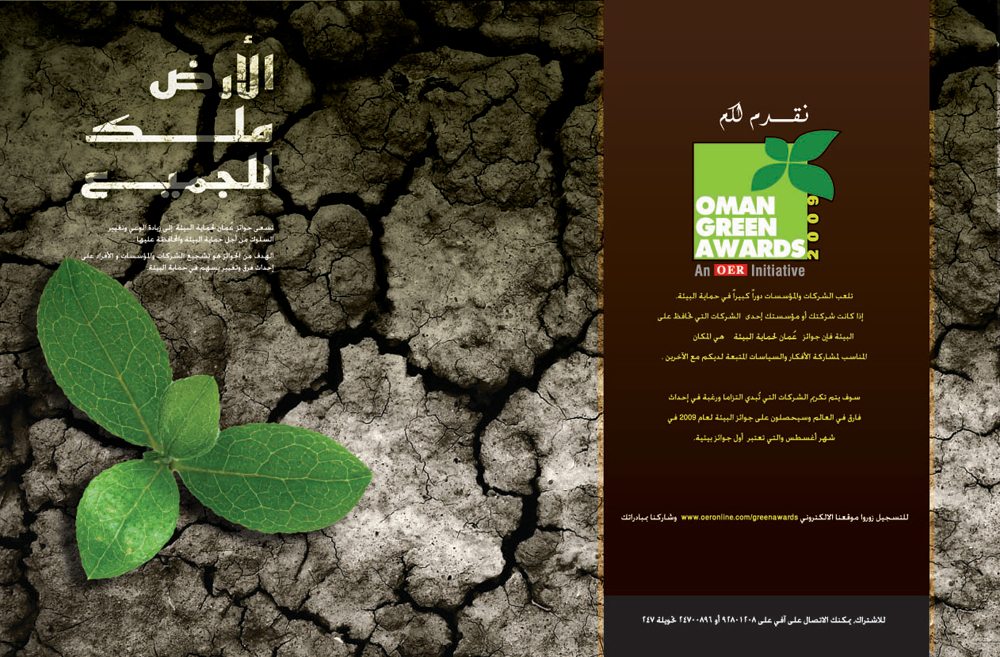 الأرض
ملك
للجميع
تسعى جوائز عُمان لحماية البيئة إلى زيادة الوعي وتغيير
السلوك من أجل حماية البيئة والمحافظة عليها.
الهدف من الجوائز هو تشجيع الشركات والمؤسسات و الأفراد على
إحداث فرق وتغيير يسهم في حماية البيئة.
نقدم لكم
OMAN
GREEN
AWARDS
2009
An OER Initiative
تلعب الشركات والمؤسسات دوراً كبيراً في حماية البيئة.
إذا كانت شركتك أو مؤسستك إحدى الشركات التي تحافظ على
البيئة فإن جوائز عُمان لحماية البيئة هي المكان
المناسب لمشاركة الأفكار والسياسات المتبعة لديكم مع الآخرين .
سوف يتم تكريم الشركات التي تُبدي التزاما ورغبة في إحداث
فارق في العالم وسيحصلون على جوائز البيئة لعام 2009 في
شهر أغسطس والتي تعتبر أول جوائز بيئية.
للتسجيل زوروا موقعنا الالكتروني www.oeronline.com/greenawards وشاركنا بمبادراتك
للاشتراك، يمكنك الاتصال على آفي على ٩٢٨٠١٢٠٨ أو ٢٤٧٠٠٨٩٦ تحويلة ٢٤٧